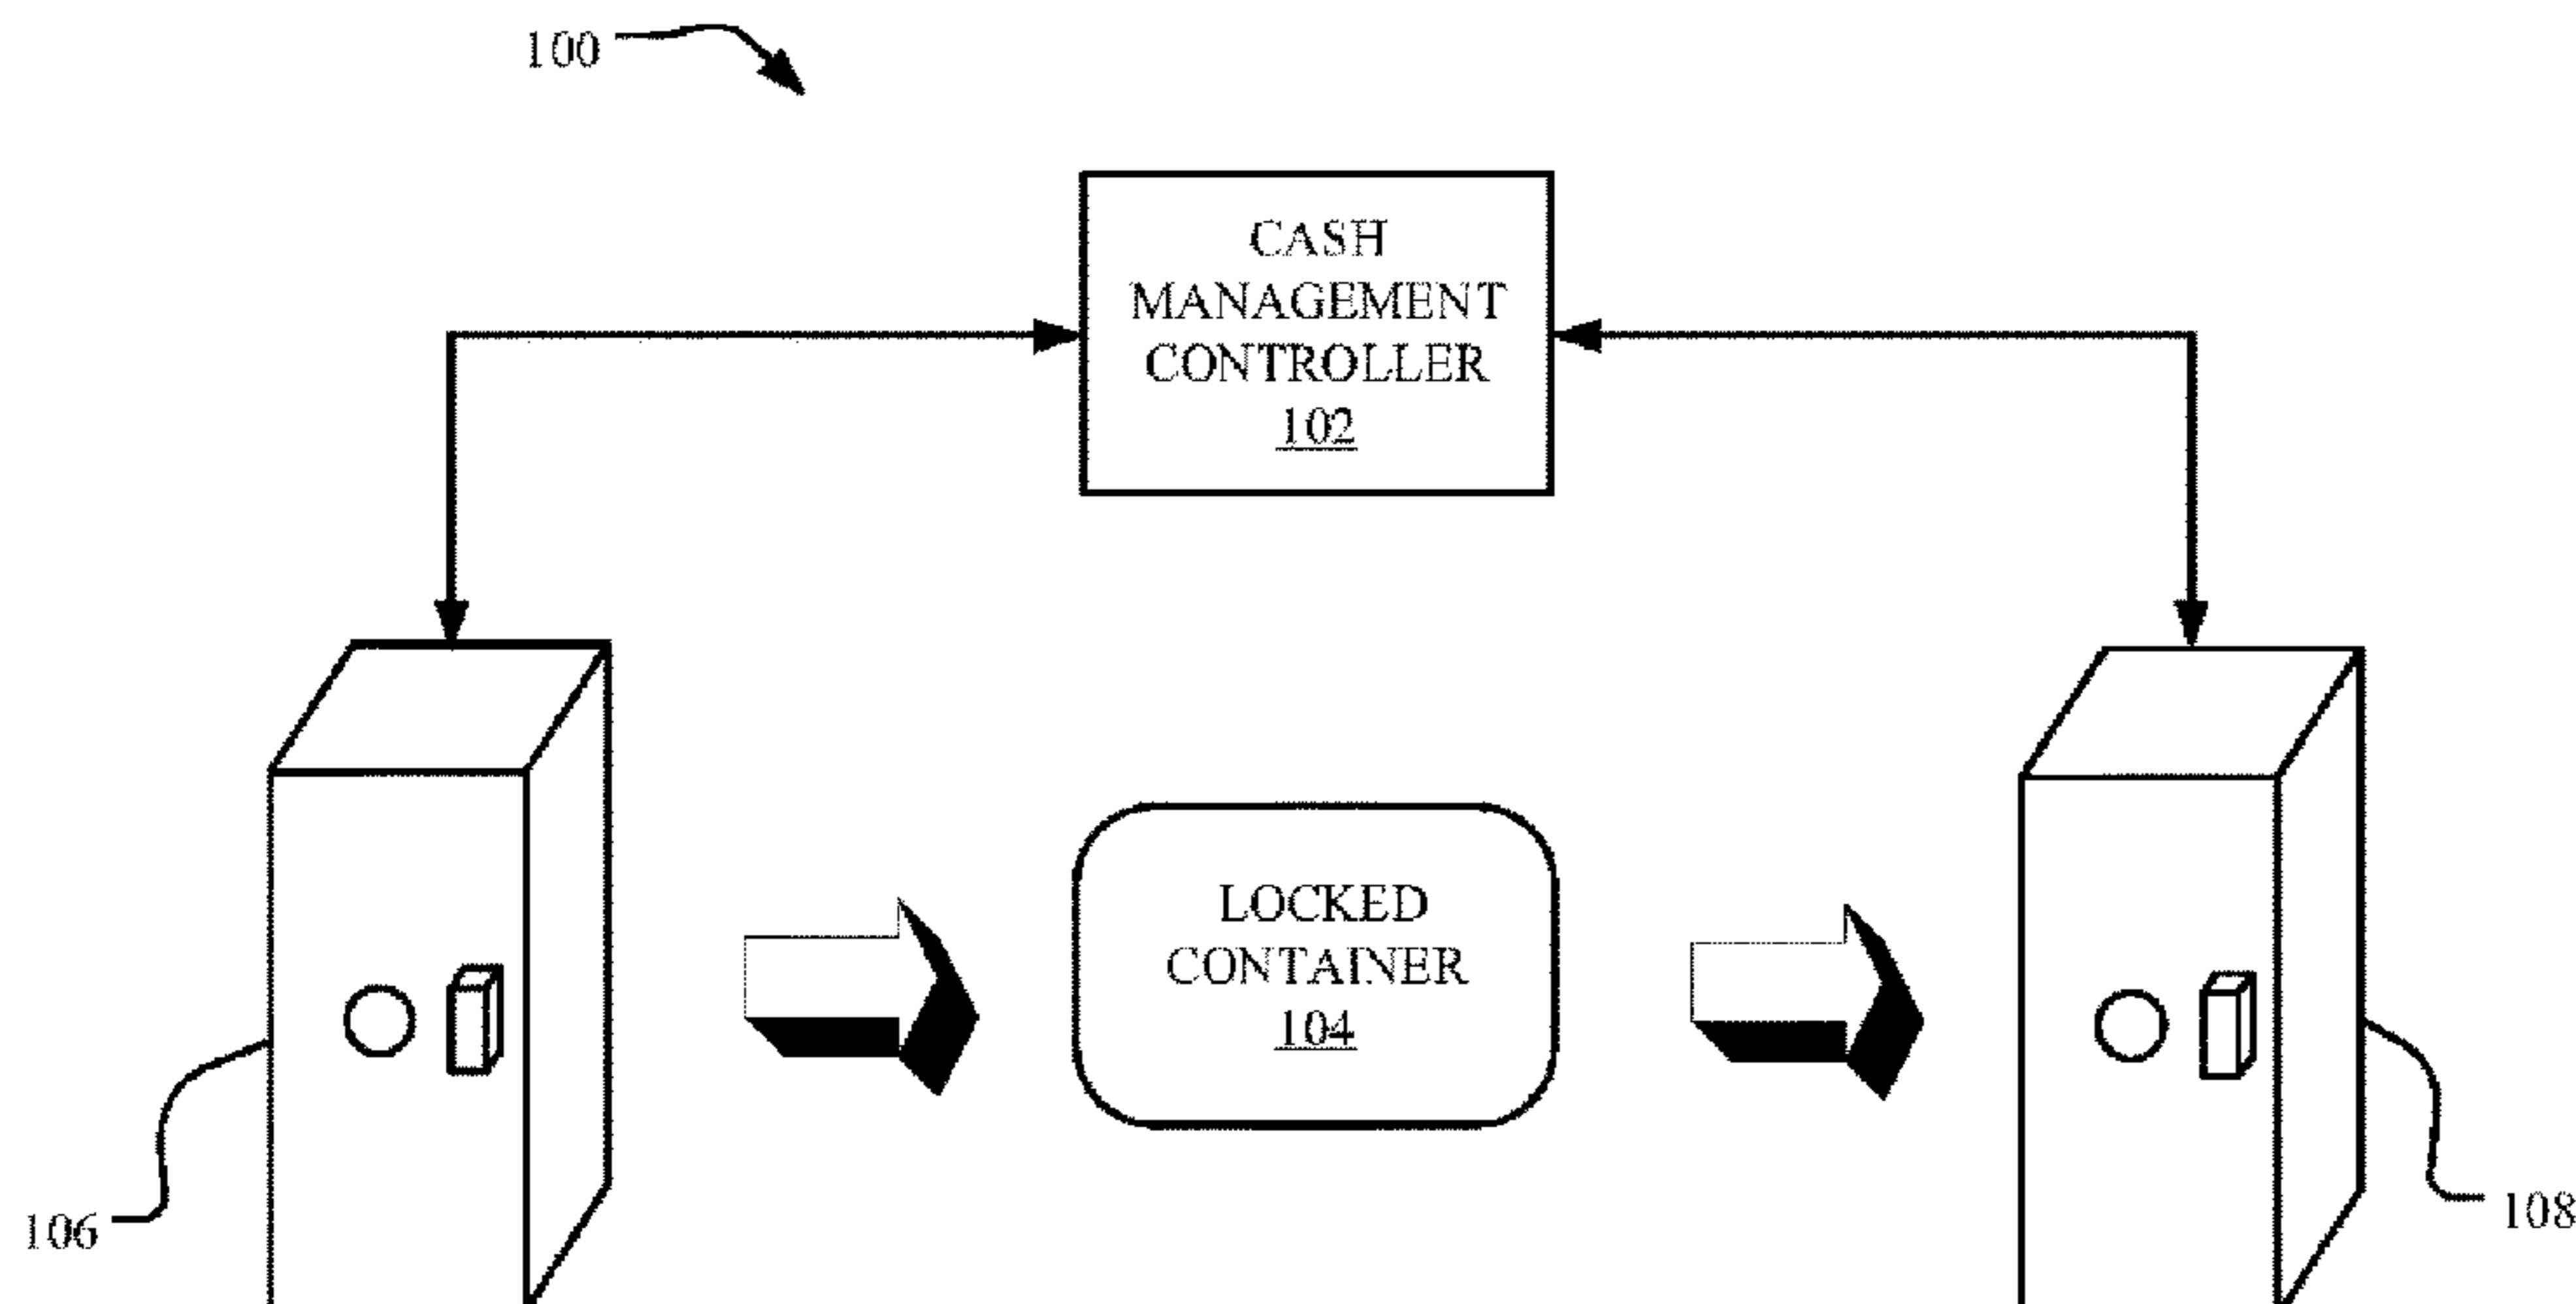 100
CASH
MANAGEMENT
CONTROLLER
102
LOCKED
CONTAINER
104
106
108